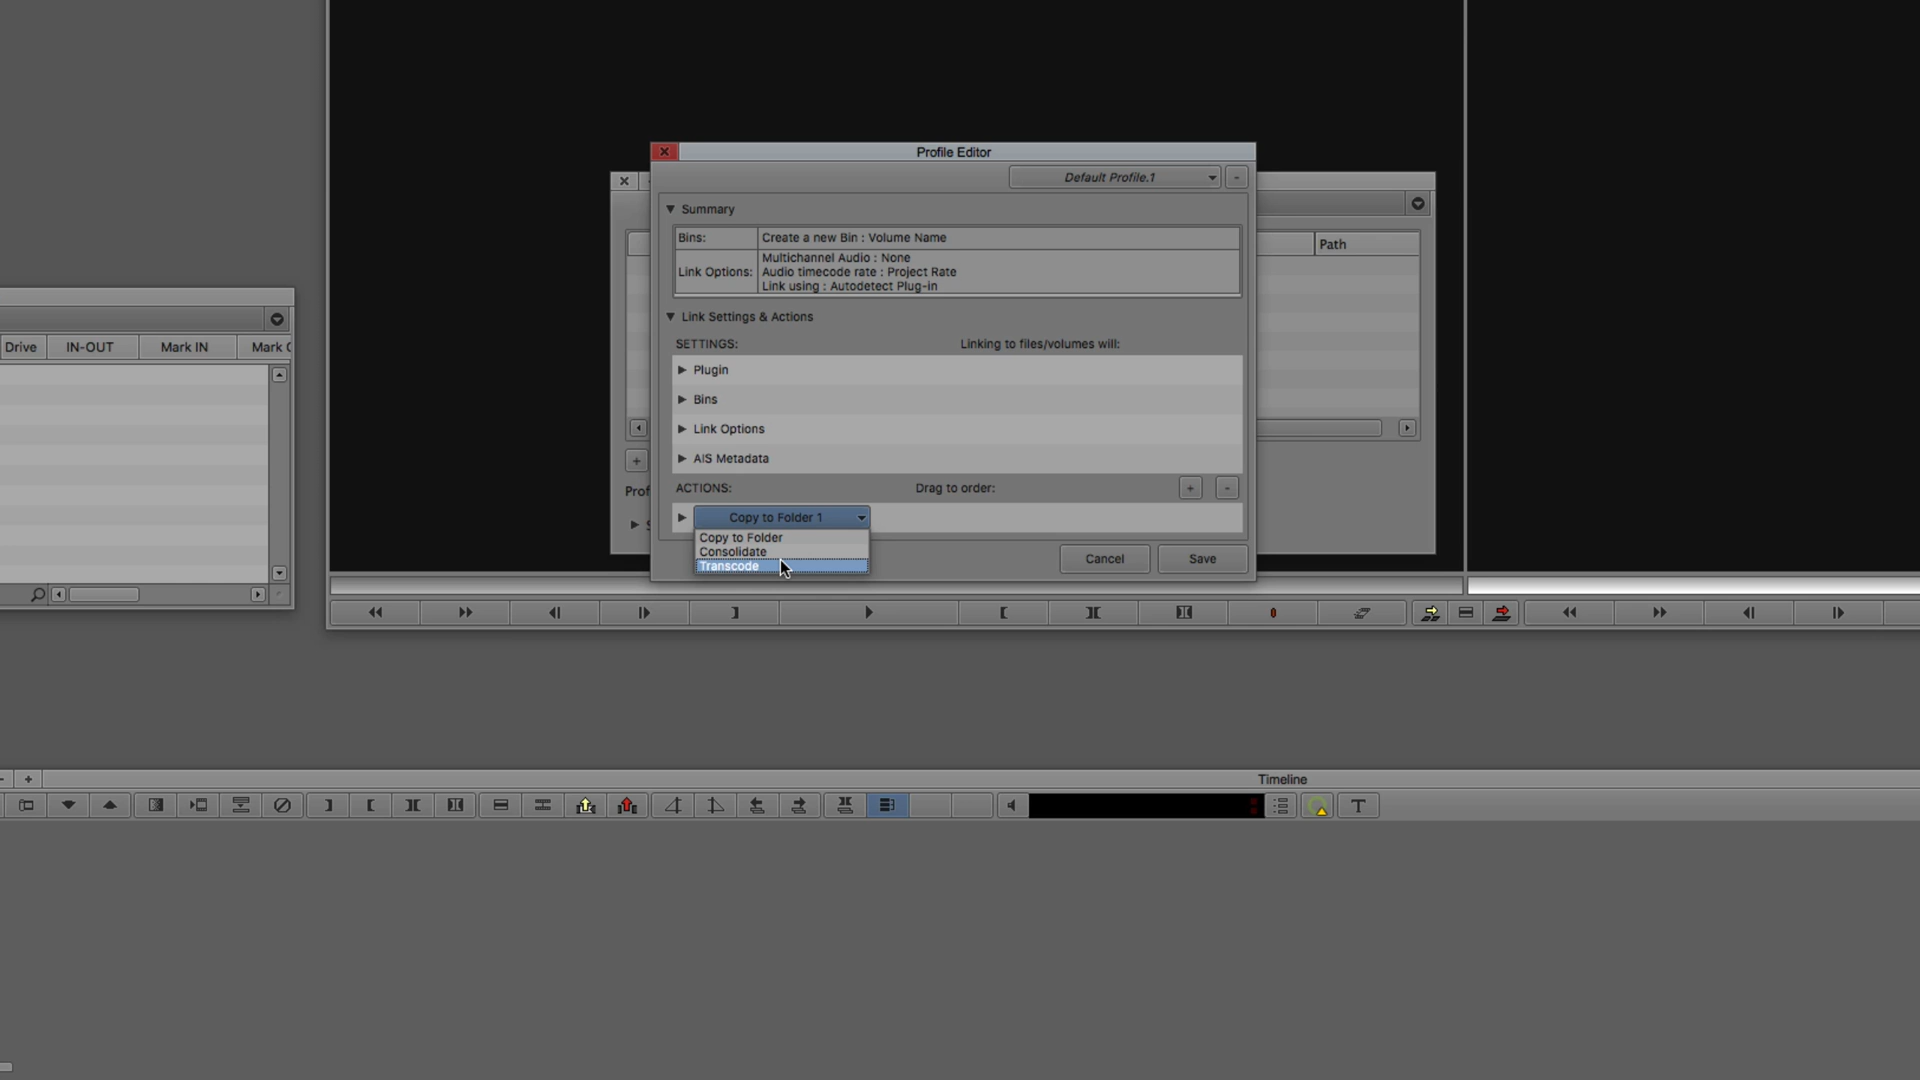 Profile Editor
Default Profile.1
Summary
Bins:
Create a new Bin : Volume Name
Link Options:
Multichannel Audio : None
Audio timecode rate : Project Rate
Link using : Autodetect Plug-in
Path
Link Settings & Actions
SETTINGS:
Linking to files/volumes will:
Drive
IN-OUT
Mark IN
Mark
Plugin
Bins
Link Options
AIS Metadata
ACTIONS:
Drag to order:
+
-
Prof
Copy to Folder 1
Copy to Folder
Consolidate
Transcode
Cancel
Save
Timeline
T